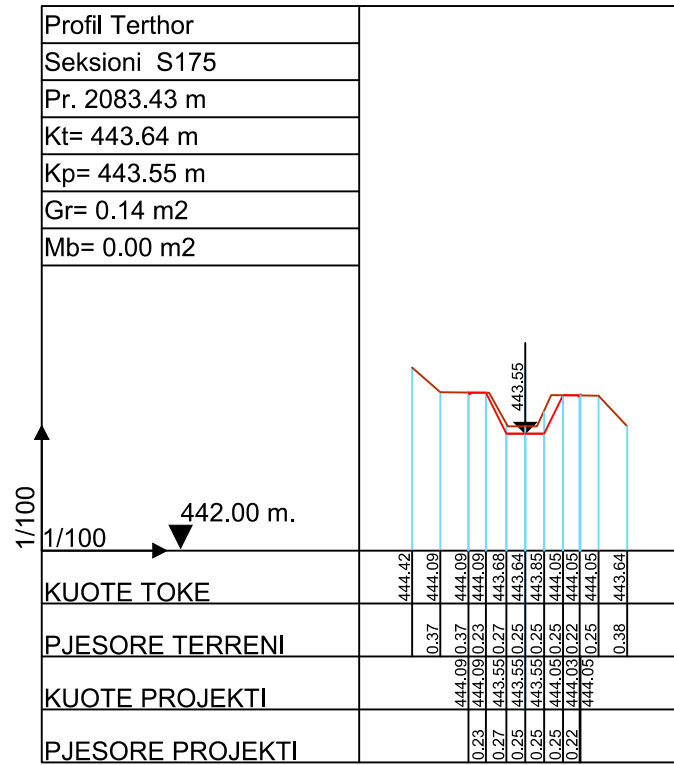 Profil Terthor
Seksioni S175
Pr. 2083.43 m
Kt= 443.64 m
Kp= 443.55 m
Gr= 0.14 m2
Mb= 0.00 m2
443.55
1/100
442.00 m.
1/100
KUOTE TOKE 444.42 444.09 444.09 444.09 443.68 443.64 443.85 444.05 444.05 444.05 443.64
PJESORE TERRENI 0.37 0.37 0.23 0.27 0.25 0.25 0.25 0.22 0.25 0.38
KUOTE PROJEKTI 444.09 444.09 443.55 443.55 443.55 444.05 444.03 444.05
PJESORE PROJEKTI 0.23 0.27 0.25 0.25 0.25 0.22